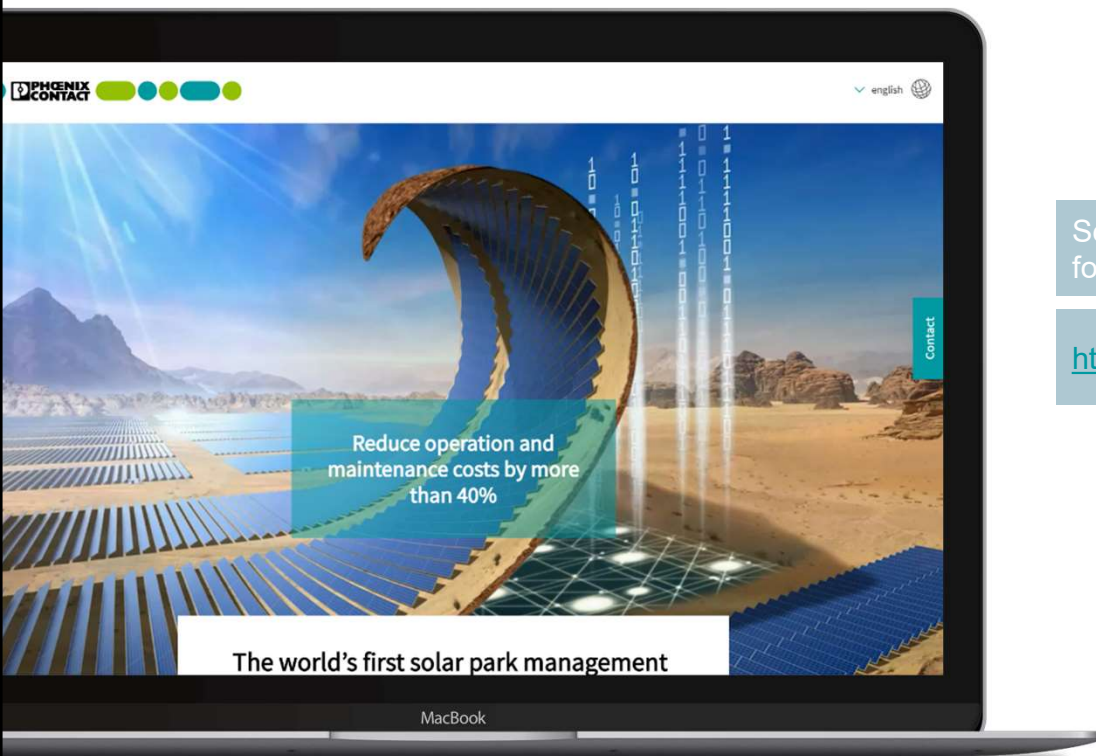 PHŒNIX
CONTACT
english
Contact
Reduce operation and
maintenance costs by more
than 40%
The world's first solar park management
MacBook